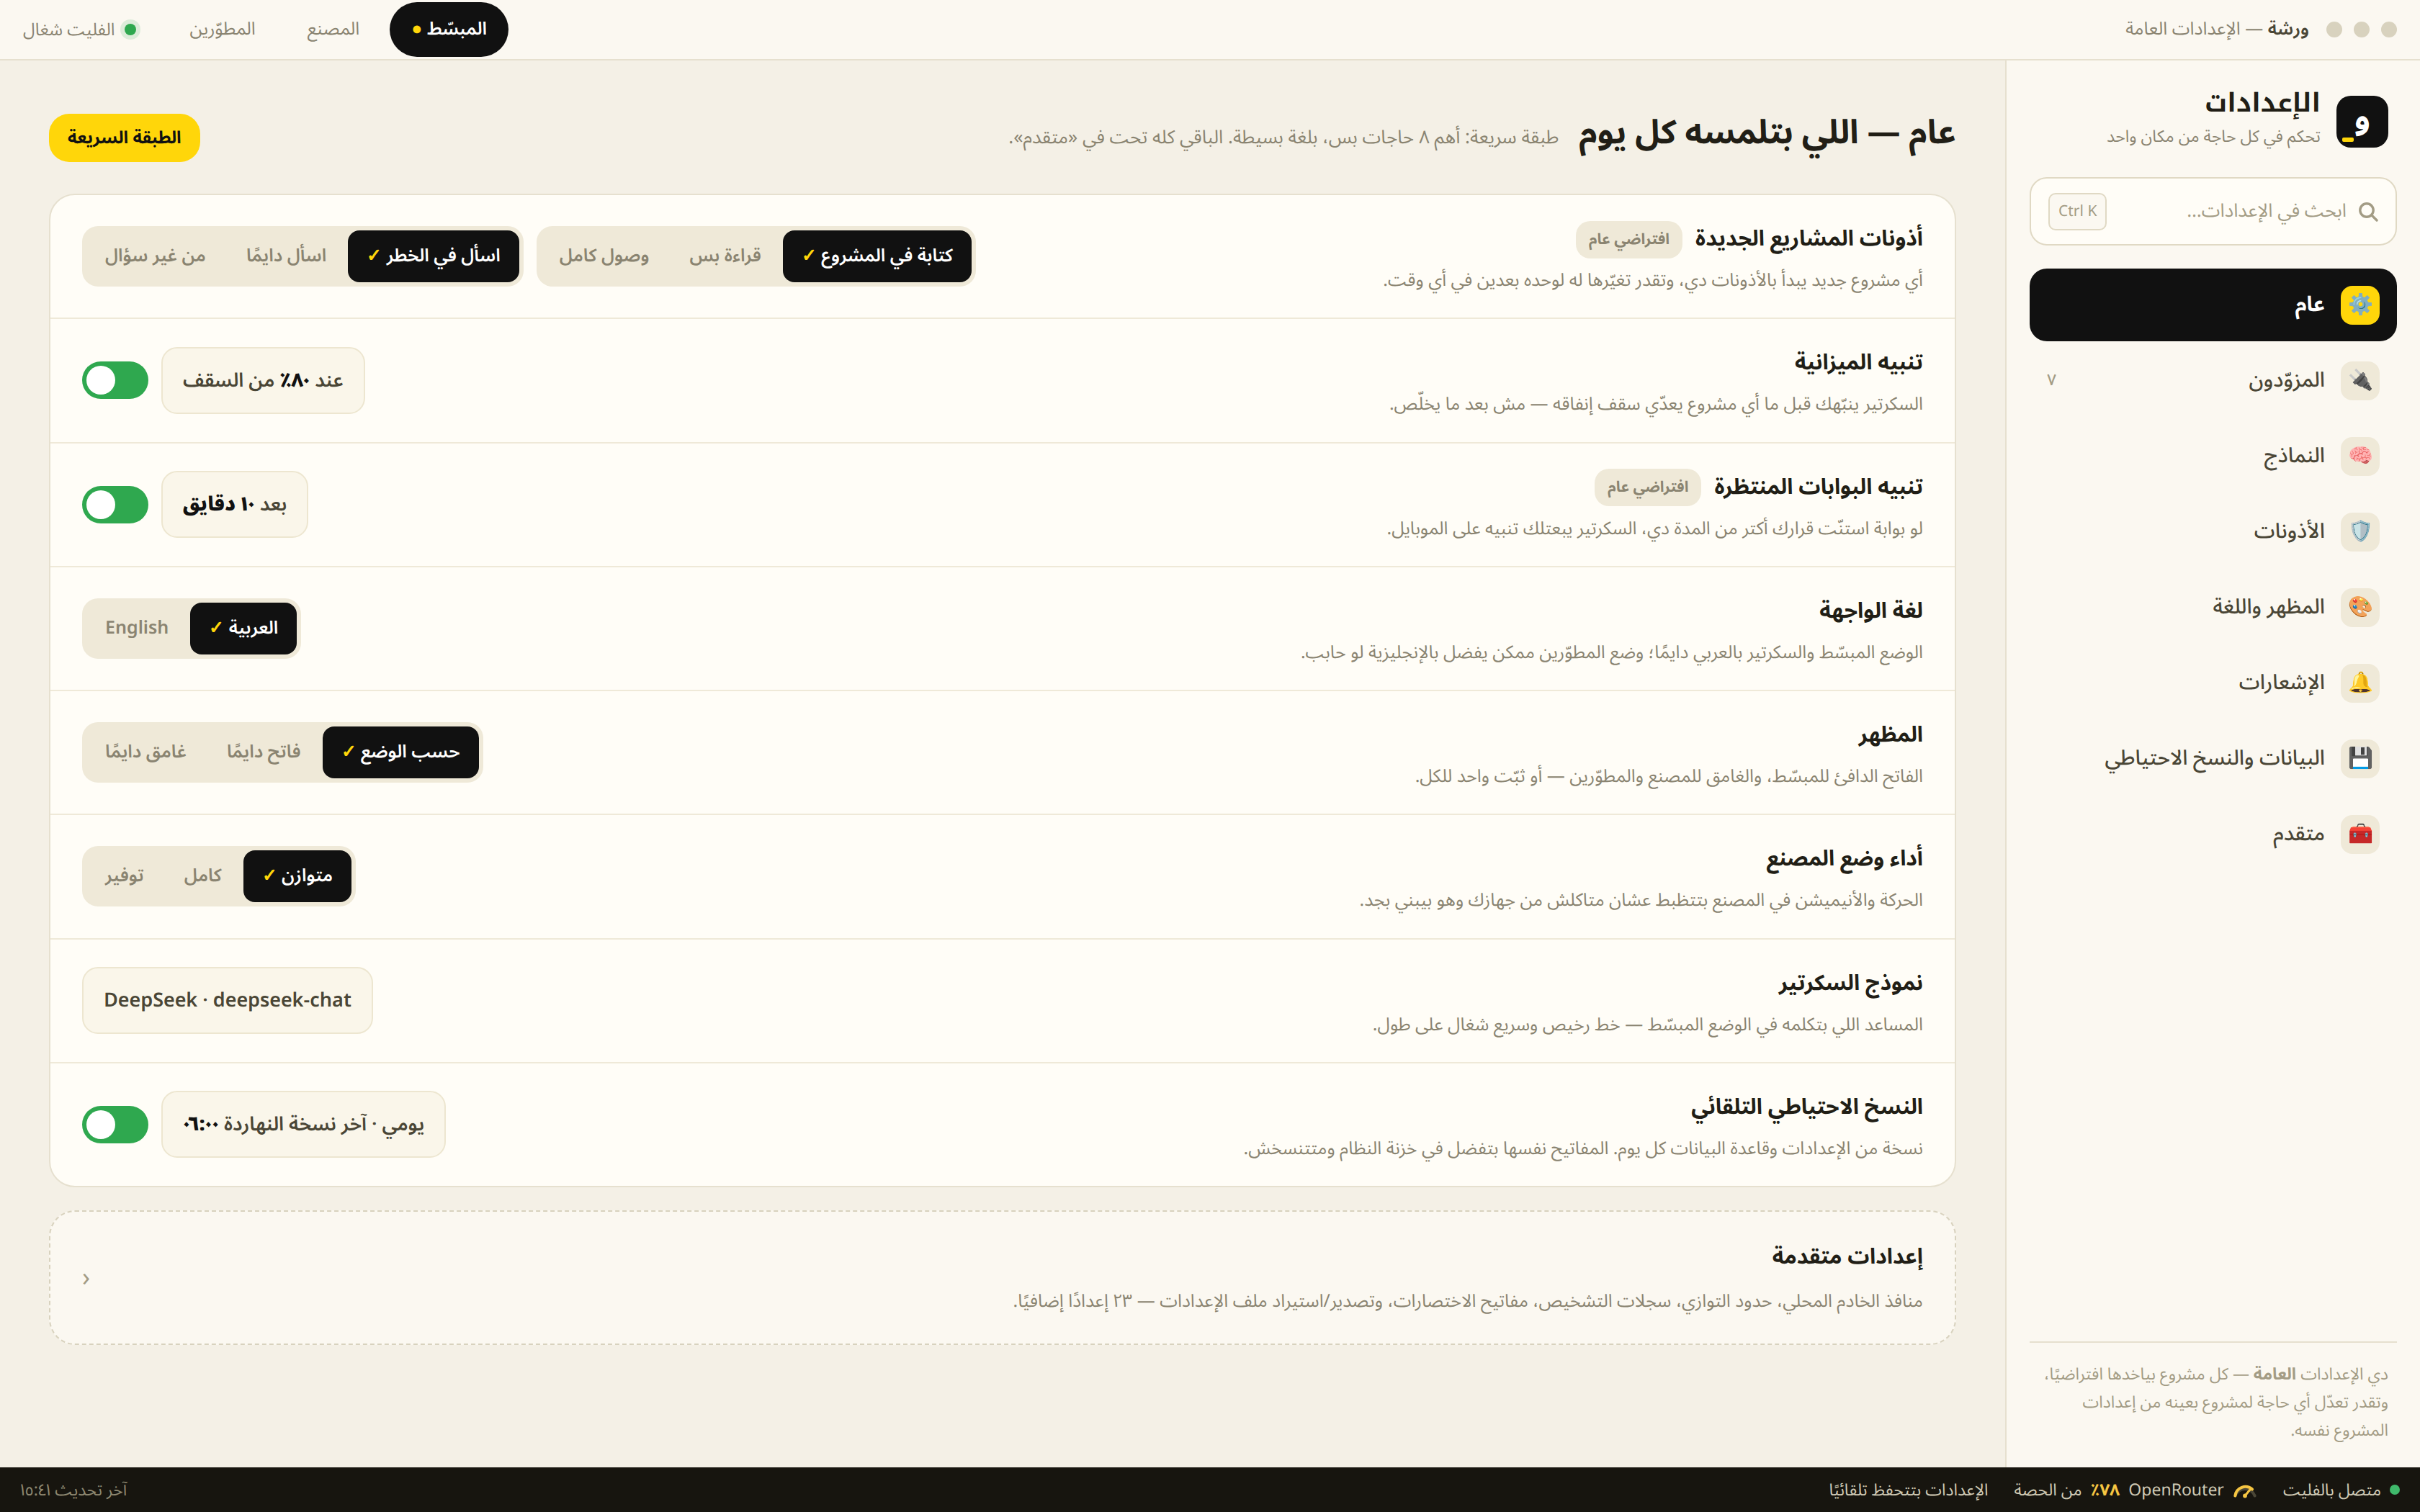 ورشة — الإعدادات العامة
المبسّط
المصنع
المطوّرين
الفليت شغال
و
الإعدادات
تحكم في كل حاجة من مكان واحد
ابحث في الإعدادات...
Ctrl K
عام
المزوّدون
٧
النماذج
الأذونات
المظهر واللغة
الإشعارات
البيانات والنسخ الاحتياطي
متقدم
دي الإعدادات العامة — كل مشروع بياخدها افتراضيًا،
وتقدر تعدّل أي حاجة لمشروع بعينه من إعدادات
المشروع نفسه.
عام — اللي بتلمسه كل يوم
طبقة سريعة: أهم ٨ حاجات بس، بلغة بسيطة. الباقي كله تحت في «متقدم».
الطبقة السريعة
أذونات المشاريع الجديدة
افتراضي عام
أي مشروع جديد يبدأ بالأذونات دي، وتقدر تغيّرها له لوحده بعدين في أي وقت.
كتابة في المشروع ✓
قراءة بس
وصول كامل
اسأل في الخطر ✓
اسأل دايمًا
من غير سؤال
تنبيه الميزانية
السكرتير ينبّهك قبل ما أي مشروع يعدّي سقف إنفاقه — مش بعد ما يخلّص.
عند ٨٠٪ من السقف
تنبيه البوابات المنتظرة
افتراضي عام
لو بوابة استنّت قرارك أكتر من المدة دي، السكرتير يبعتلك تنبيه على الموبايل.
بعد ١٠ دقايق
لغة الواجهة
الوضع المبسّط والسكرتير بالعربي دايمًا؛ وضع المطوّرين ممكن يفضل بالإنجليزية لو حابب.
العربية ✓
English
المظهر
الفاتح الدافئ للمبسّط، والغامق للمصنع والمطوّرين — أو ثبّت واحد للكل.
حسب الوضع ✓
فاتح دايمًا
غامق دايمًا
أداء وضع المصنع
الحركة والأنيميشن في المصنع بتتظبط عشان متاكلش من جهازك وهو بيبني بجد.
متوازن ✓
كامل
توفير
نموذج السكرتير
المساعد اللي بتكلمه في الوضع المبسّط — خط رخيص وسريع شغال على طول.
DeepSeek · deepseek-chat
النسخ الاحتياطي التلقائي
نسخة من الإعدادات وقاعدة البيانات كل يوم. المفاتيح نفسها بتفضل في خزنة النظام ومتتنسخش.
يومي · آخر نسخة النهاردة ٠٦:٠٠
إعدادات متقدمة
منافذ الخادم المحلي، حدود التوازي، سجلات التشخيص، مفاتيح الاختصارات، وتصدير/استيراد ملف الإعدادات — ٢٣ إعدادًا إضافيًا.
متصل بالفليت
OpenRouter ٧٨٪ من الحصة
الإعدادات بتتحفظ تلقائيًا
آخر تحديث ١٥:٤١